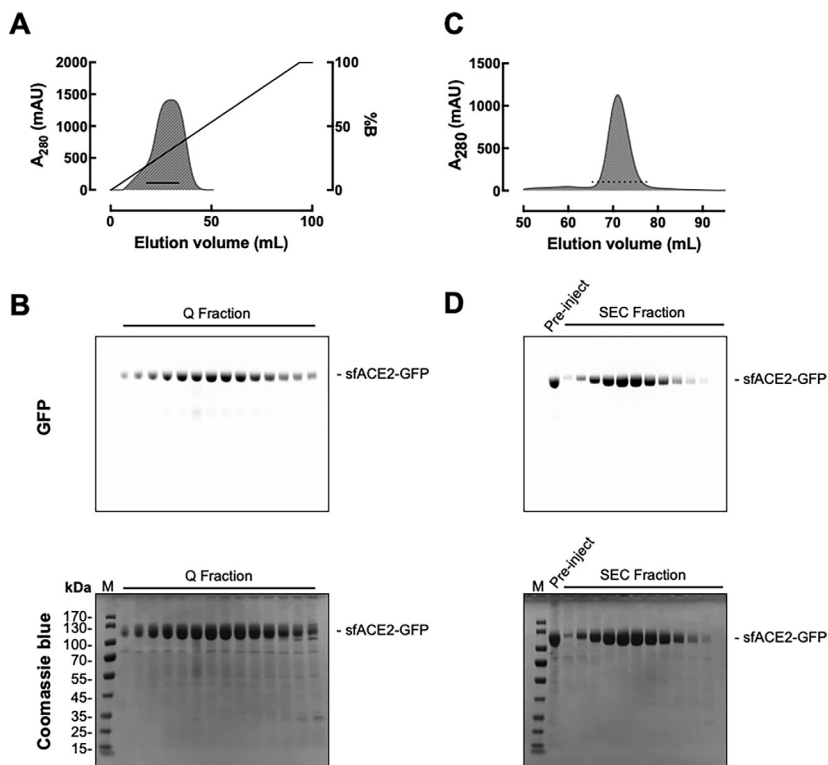 A
2000
1500
1000
500
0
A280 (mAU)
100
50
0
%B
0
50
100
Elution volume (mL)
C
1500
1000
500
0
A280 (mAU)
50
60
70
80
90
Elution volume (mL)
B
Q Fraction
GFP
- sfACE2-GFP
Q Fraction
kDa
M
170-
130-
100-
70-
55-
45-
35-
25-
15-
Coomassie blue
- sfACE2-GFP
D
Pre-inject
SEC Fraction
- sfACE2-GFP
M
Pre-inject
SEC Fraction
- sfACE2-GFP